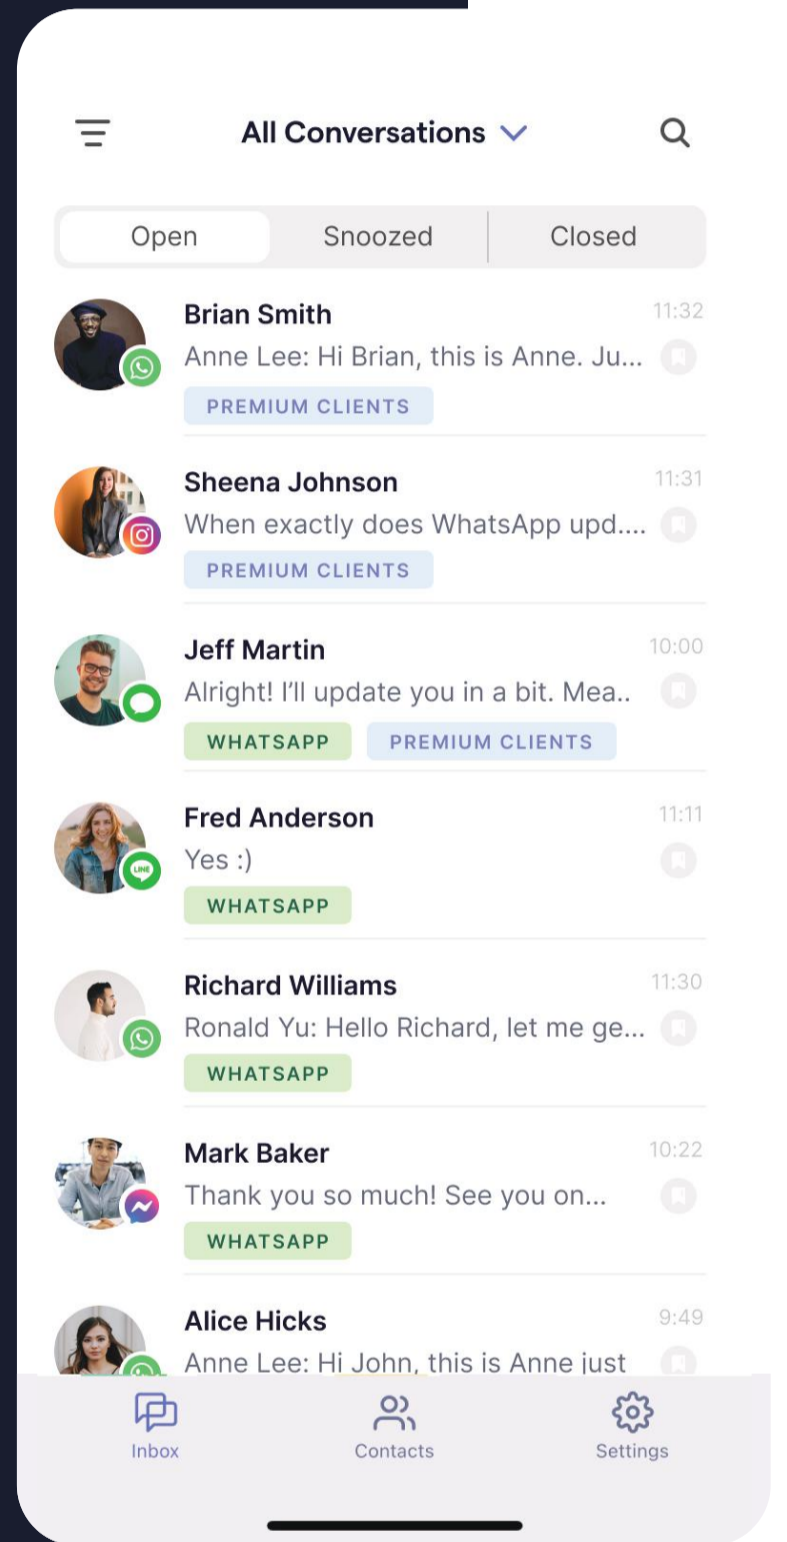 All Conversations
Open Snoozed Closed
Brian Smith 11:32
Anne Lee: Hi Brian, this is Anne. Ju...
PREMIUM CLIENTS
Sheena Johnson 11:31
When exactly does WhatsApp upd....
PREMIUM CLIENTS
Jeff Martin 10:00
Alright! I’ll update you in a bit. Mea..
WHATSAPP PREMIUM CLIENTS
Fred Anderson 11:11
Yes :)
LINE
WHATSAPP
Richard Williams 11:30
Ronald Yu: Hello Richard, let me ge...
WHATSAPP
Mark Baker 10:22
Thank you so much! See you on...
WHATSAPP
Alice Hicks 9:49
Anne Lee: Hi John, this is Anne just
Inbox Contacts Settings